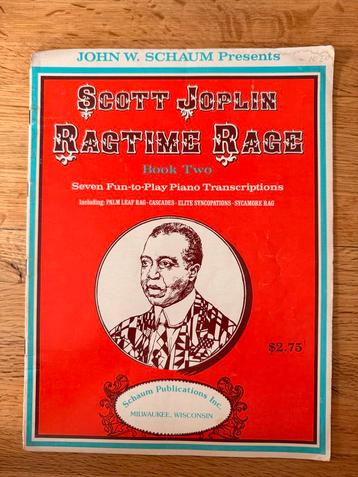 JOHN W. SCHAUM Presents
SCOTT JOPLIN
RAGTIME RAGE
Book Two
Seven Fun-to-Play Piano Transcriptions
Including: PALM LEAF RAG - CASCADES - ELITE SYNCOPATIONS - SYCAMORE RAG
$2.75
Schaum Publications Inc.
MILWAUKEE, WISCONSIN